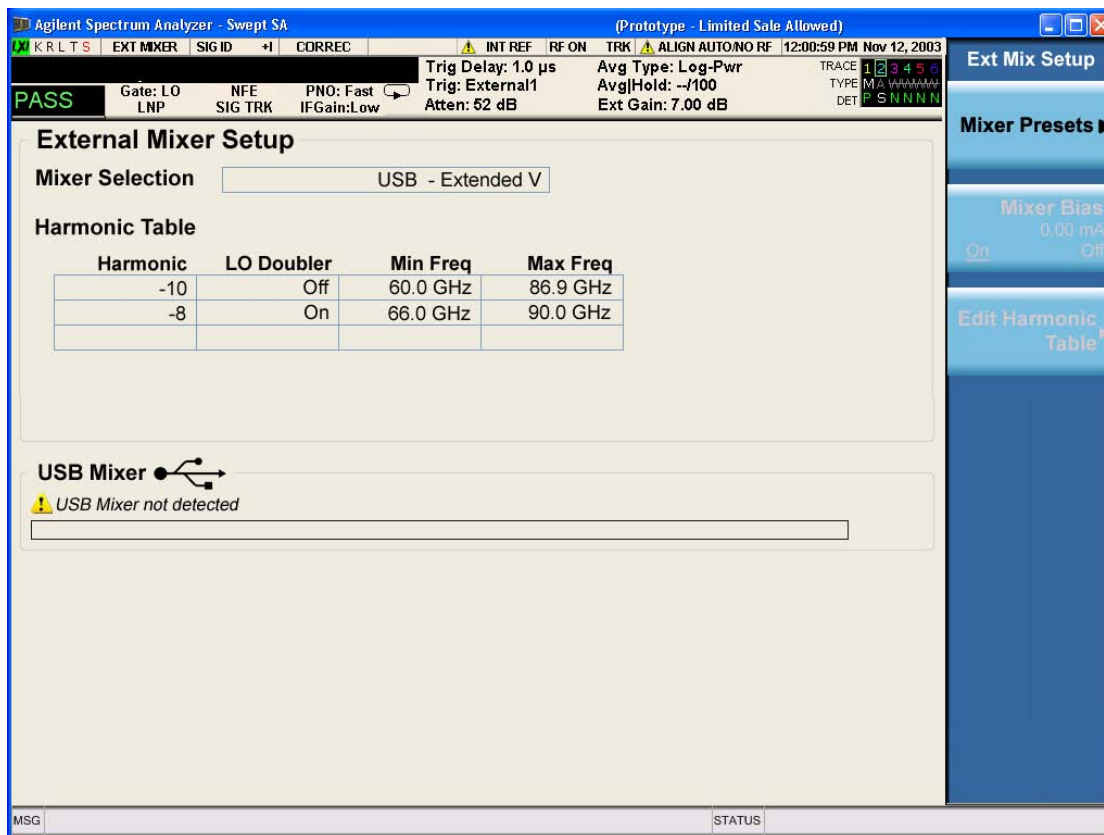 Agilent Spectrum Analyzer - Swept SA (Prototype - Limited Sale Allowed)
LXI K R L T S EXT MIXER SIG ID +I CORREC INT REF RF ON TRK ALIGN AUTO/NO RF 12:00:59 PM Nov 12, 2003
Trig Delay: 1.0 µs Avg Type: Log-Pwr TRACE 1 2 3 4 5 6
PASS Gate: LO NFE PNO: Fast Trig: External1 Avg|Hold: --/100 TYPE M A W W W W
LNP SIG TRK IFGain:Low Atten: 52 dB Ext Gain: 7.00 dB DET P S N N N N
Ext Mix Setup
Mixer Presets
Mixer Bias
0.00 mA
On Off
Edit Harmonic
Table
External Mixer Setup
Mixer Selection USB - Extended V
Harmonic Table
Harmonic LO Doubler Min Freq Max Freq
-10 Off 60.0 GHz 86.9 GHz
-8 On 66.0 GHz 90.0 GHz
USB Mixer
USB Mixer not detected
MSG STATUS